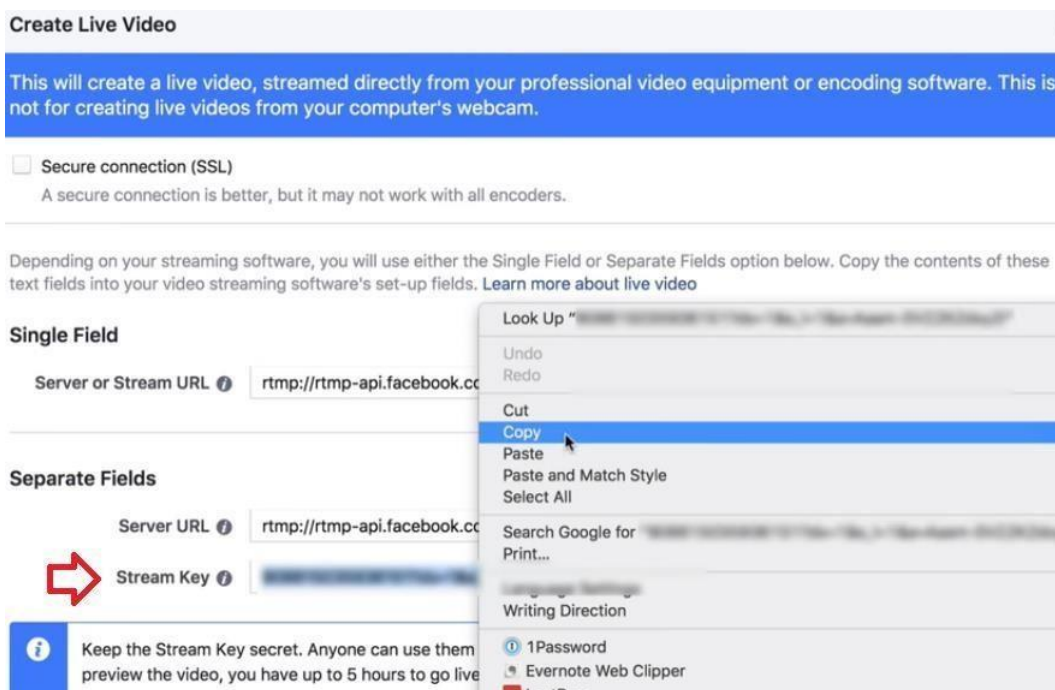 Create Live Video
This will create a live video, streamed directly from your professional video equipment or encoding software. This is
not for creating live videos from your computer's webcam.
Secure connection (SSL)
A secure connection is better, but it may not work with all encoders.
Depending on your streaming software, you will use either the Single Field or Separate Fields option below. Copy the contents of these
text fields into your video streaming software's set-up fields. Learn more about live video
Single Field
Server or Stream URL
rtmp://rtmp-api.facebook.cc
Separate Fields
Server URL
rtmp://rtmp-api.facebook.cc
Stream Key
Keep the Stream Key secret. Anyone can use them
preview the video, you have up to 5 hours to go live
Look Up "
Undo
Redo
Cut
Copy
Paste
Paste and Match Style
Select All
Search Google for "
Print...
Language Settings
Writing Direction
1Password
Evernote Web Clipper